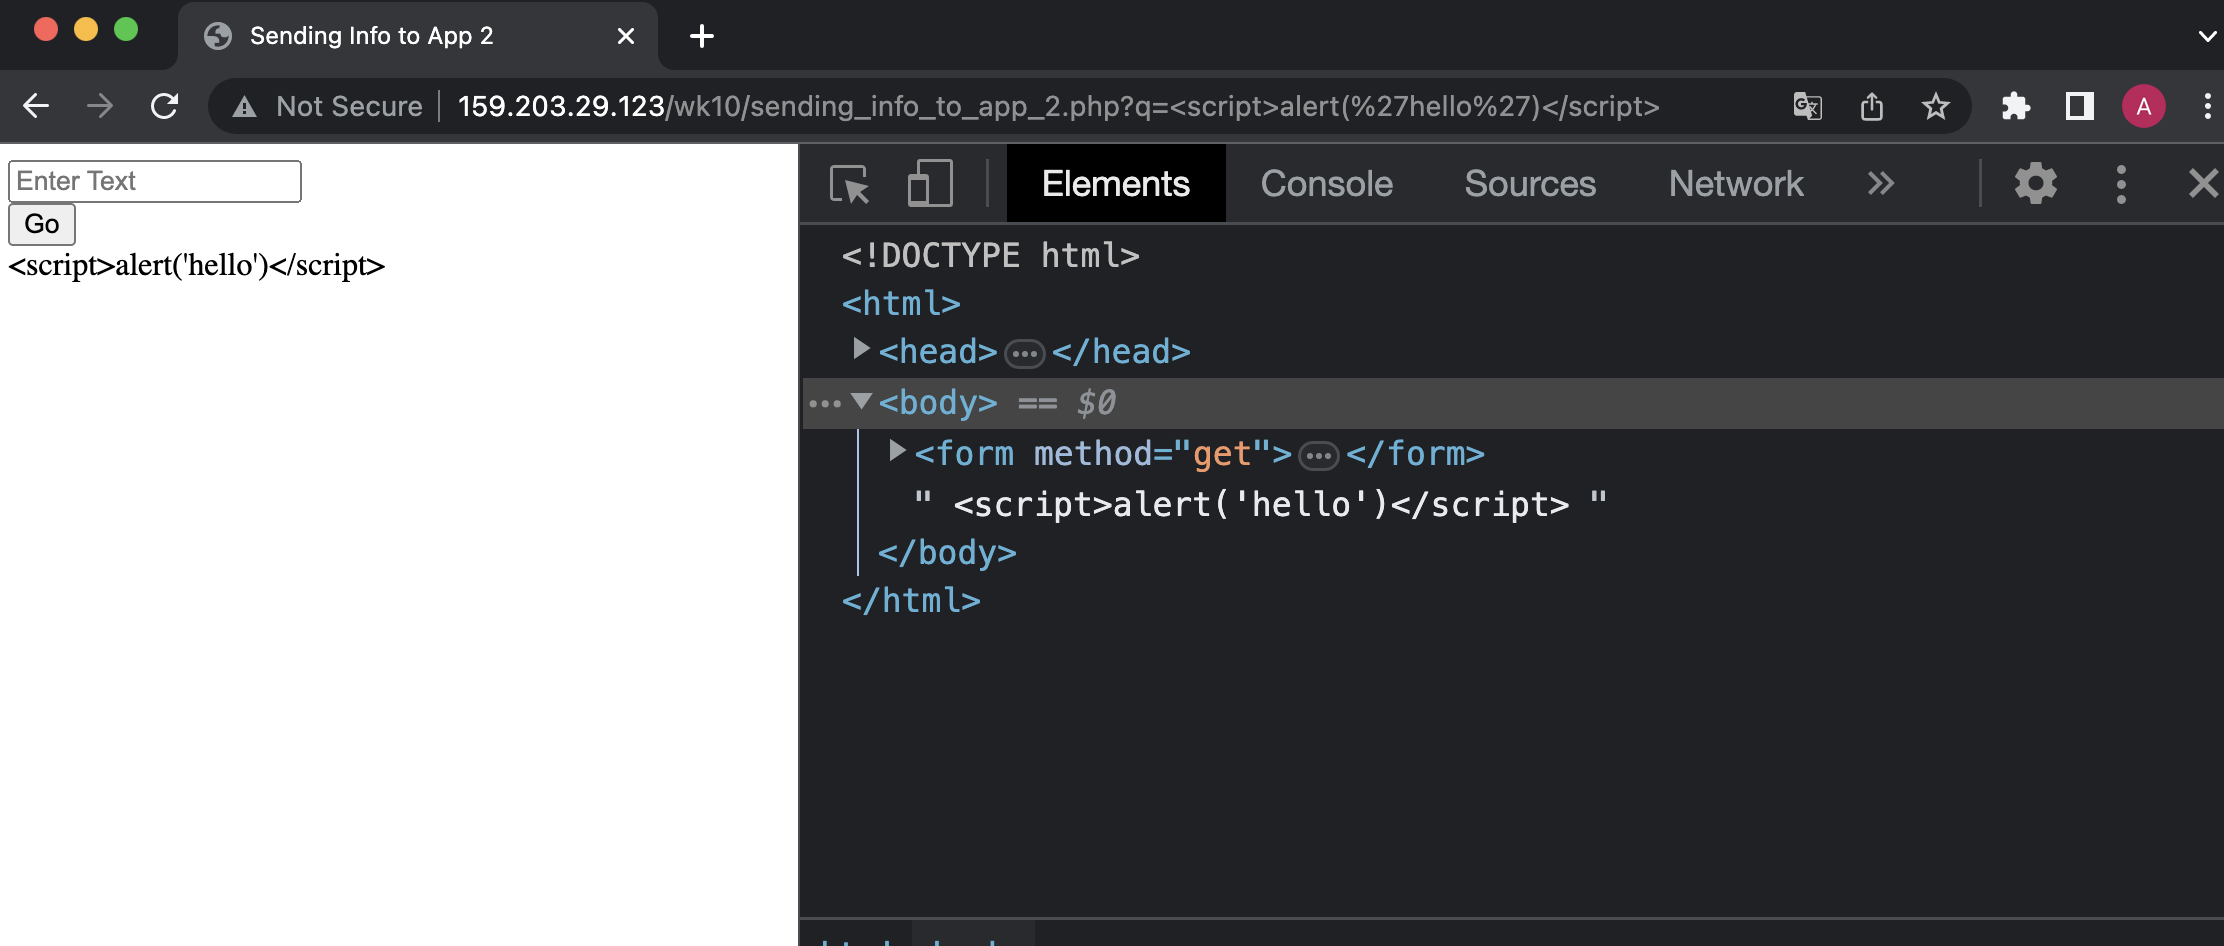 Sending Info to App 2
Not Secure 159.203.29.123/wk10/sending_info_to_app_2.php?q=<script>alert(%27hello%27)</script>
A
Enter Text
Go
<script>alert('hello')</script>
Elements Console Sources Network
<!DOCTYPE html>
<html>
<head>…</head>
<body> == $0
<form method="get">…</form>
" <script>alert('hello')</script> "
</body>
</html>